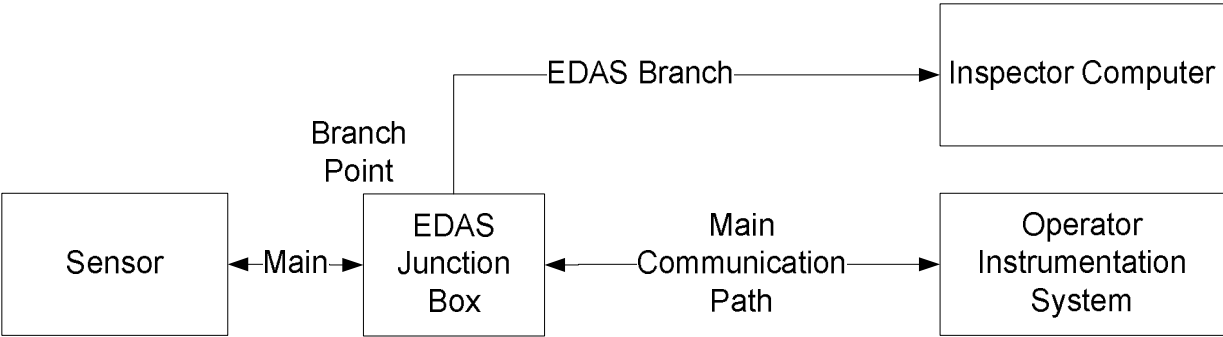 EDAS Branch
Inspector Computer
Branch
Point
Sensor
Main
EDAS
Junction
Box
Main
Communication
Path
Operator
Instrumentation
System